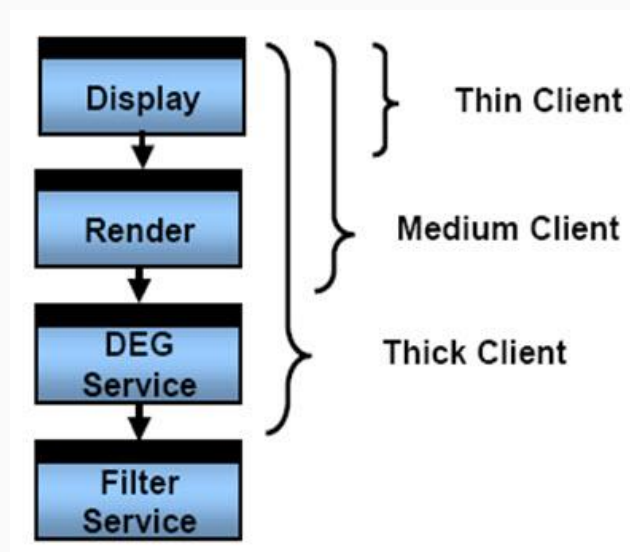 Display
Thin Client
Render
Medium Client
DEG
Service
Thick Client
Filter
Service